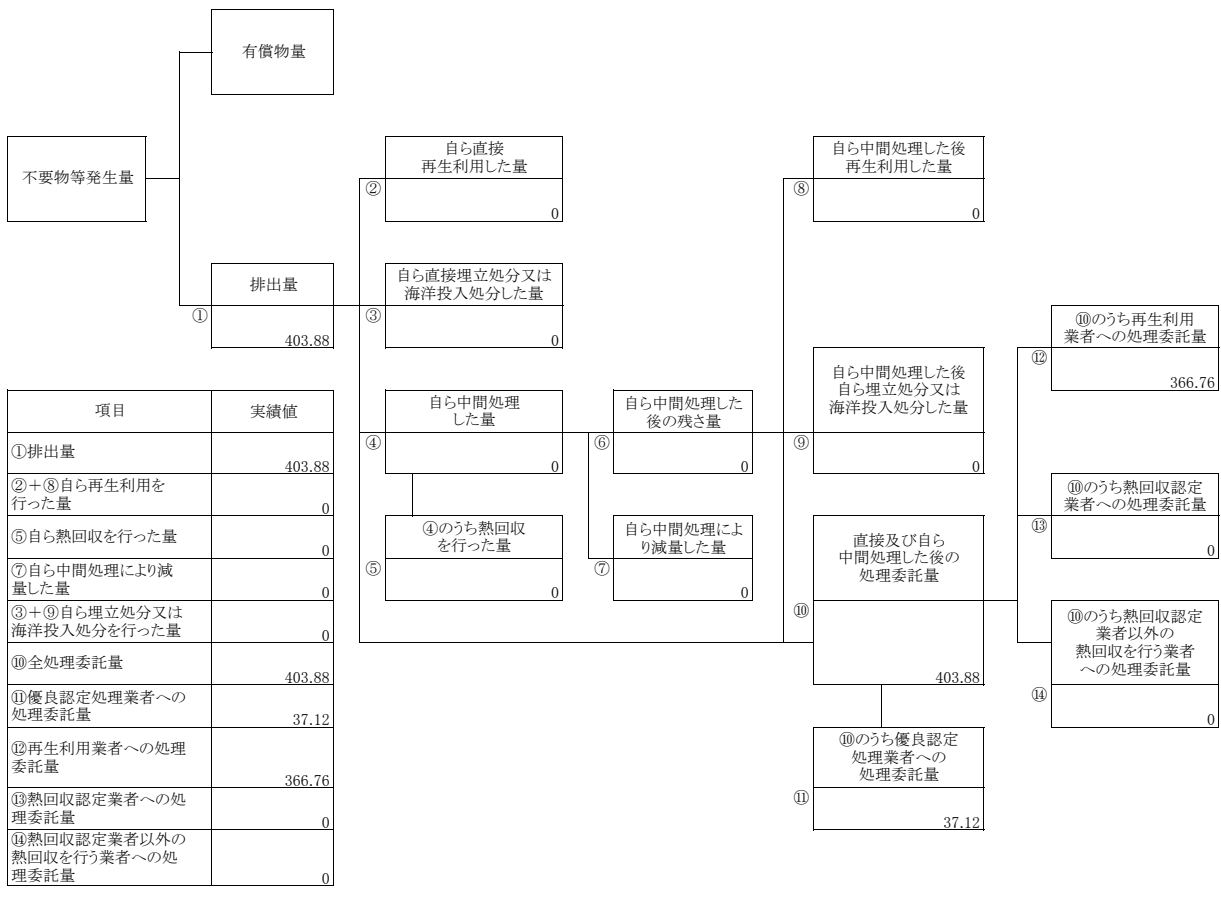 有償物量
不要物等発生量
排出量
①
403.88
自ら直接
再生利用した量
②
0
自ら直接埋立処分又は
海洋投入処分した量
③
0
自ら中間処理
した量
④
0
④のうち熱回収
を行った量
⑤
0
自ら中間処理した
後の残さ量
⑥
0
自ら中間処理によ
り減量した量
⑦
0
自ら中間処理した後
再生利用した量
⑧
0
自ら中間処理した後
自ら埋立処分又は
海洋投入処分した量
⑨
0
直接及び自ら
中間処理した後の
処理委託量
⑩
403.88
⑩のうち優良認定
処理業者への
処理委託量
⑪
37.12
⑩のうち再生利用
業者への処理委託量
⑫
366.76
⑩のうち熱回収認定
業者への処理委託量
⑬
0
⑩のうち熱回収認定
業者以外の
熱回収を行う業者
への処理委託量
⑭
0
項目 実績値
①排出量
403.88
②+⑧自ら再生利用を
行った量
0
⑤自ら熱回収を行った量
0
⑦自ら中間処理により減
量した量
0
③+⑨自ら埋立処分又は
海洋投入処分を行った量
0
⑩全処理委託量
403.88
⑪優良認定処理業者への
処理委託量
37.12
⑫再生利用業者への処理
委託量
366.76
⑬熱回収認定業者への処
理委託量
0
⑭熱回収認定業者以外の
熱回収を行う業者への処
理委託量
0